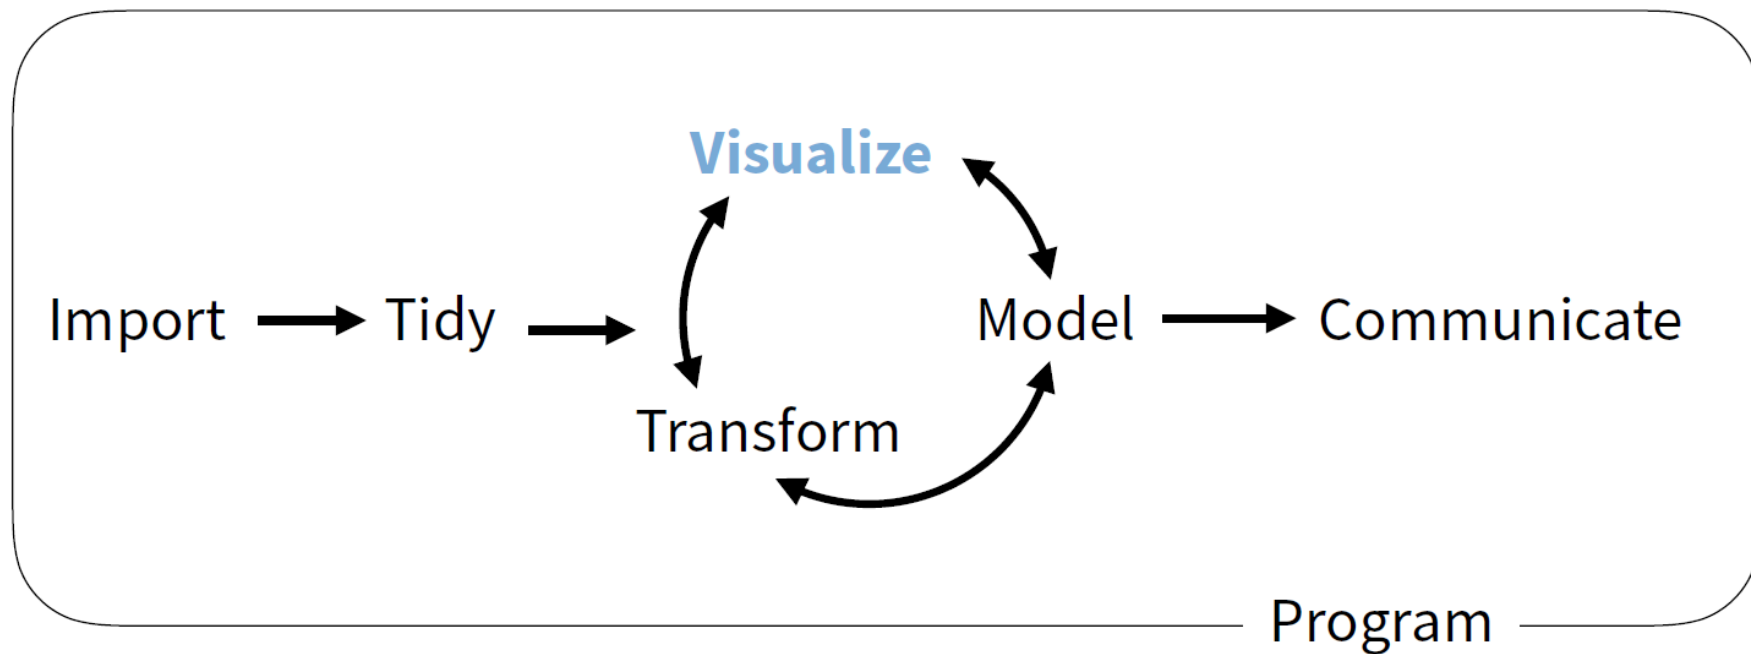 Visualize
Import
Tidy
Model
Communicate
Transform
Program